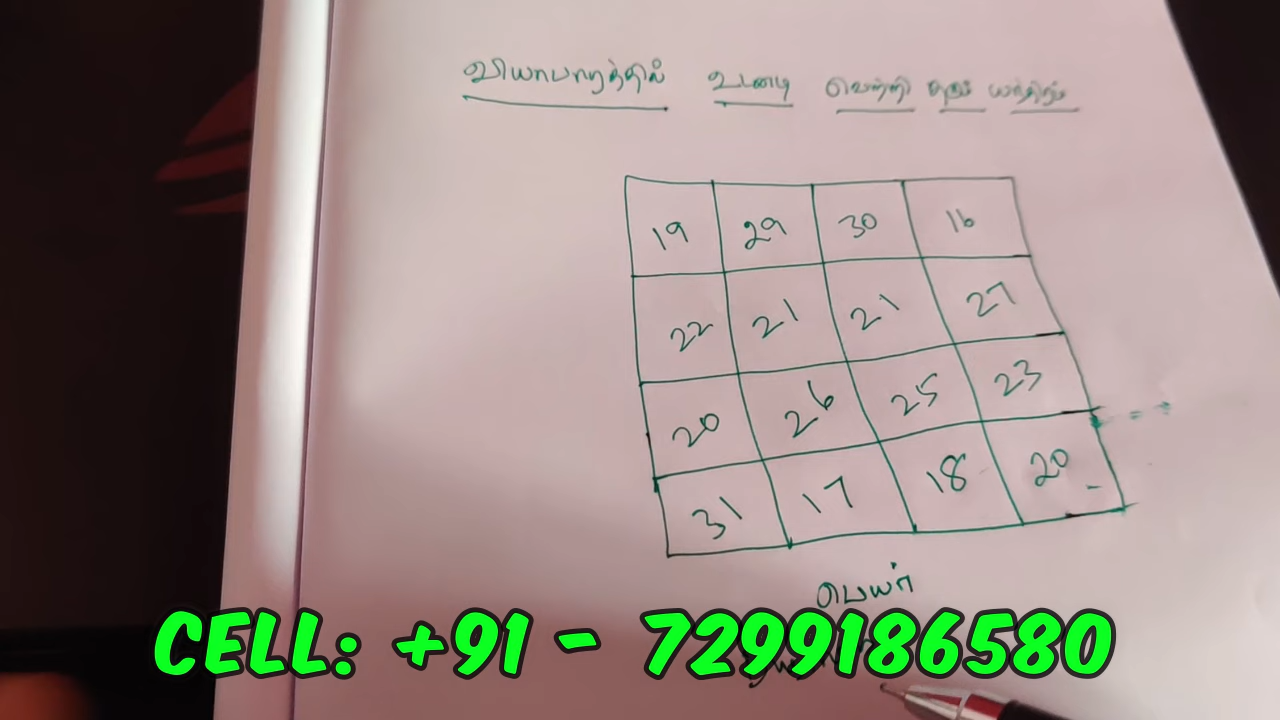 வியாபாரத்தில் உடனடி வெற்றி தரும் யந்திரம்
19 29 30 16
22 21 21 27
20 26 25 23
31 17 18 20
பெயர்
CELL: +91 - 7299186580